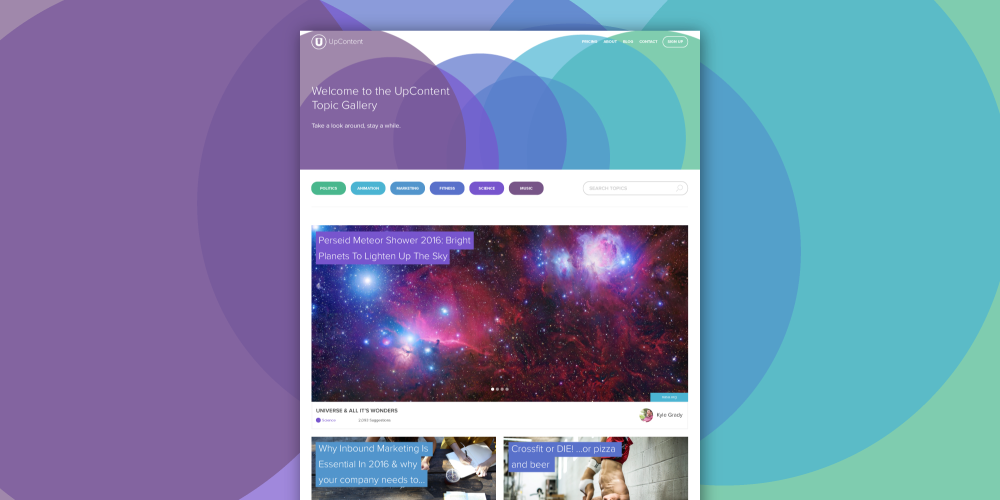 UpContent
PRICING ABOUT BLOG CONTACT SIGN UP
Welcome to the UpContent
Topic Gallery
Take a look around, stay a while.
POLITICS ANIMATION MARKETING FITNESS SCIENCE MUSIC
SEARCH TOPICS
Perseid Meteor Shower 2016: Bright
Planets To Lighten Up The Sky
UNIVERSE & ALL IT'S WONDERS
Science
Suggestions
Kyle Grady
Why Inbound Marketing Is
Essential In 2016 & why
your company needs to...
Crossfit or DIE! ...or pizza
and beer